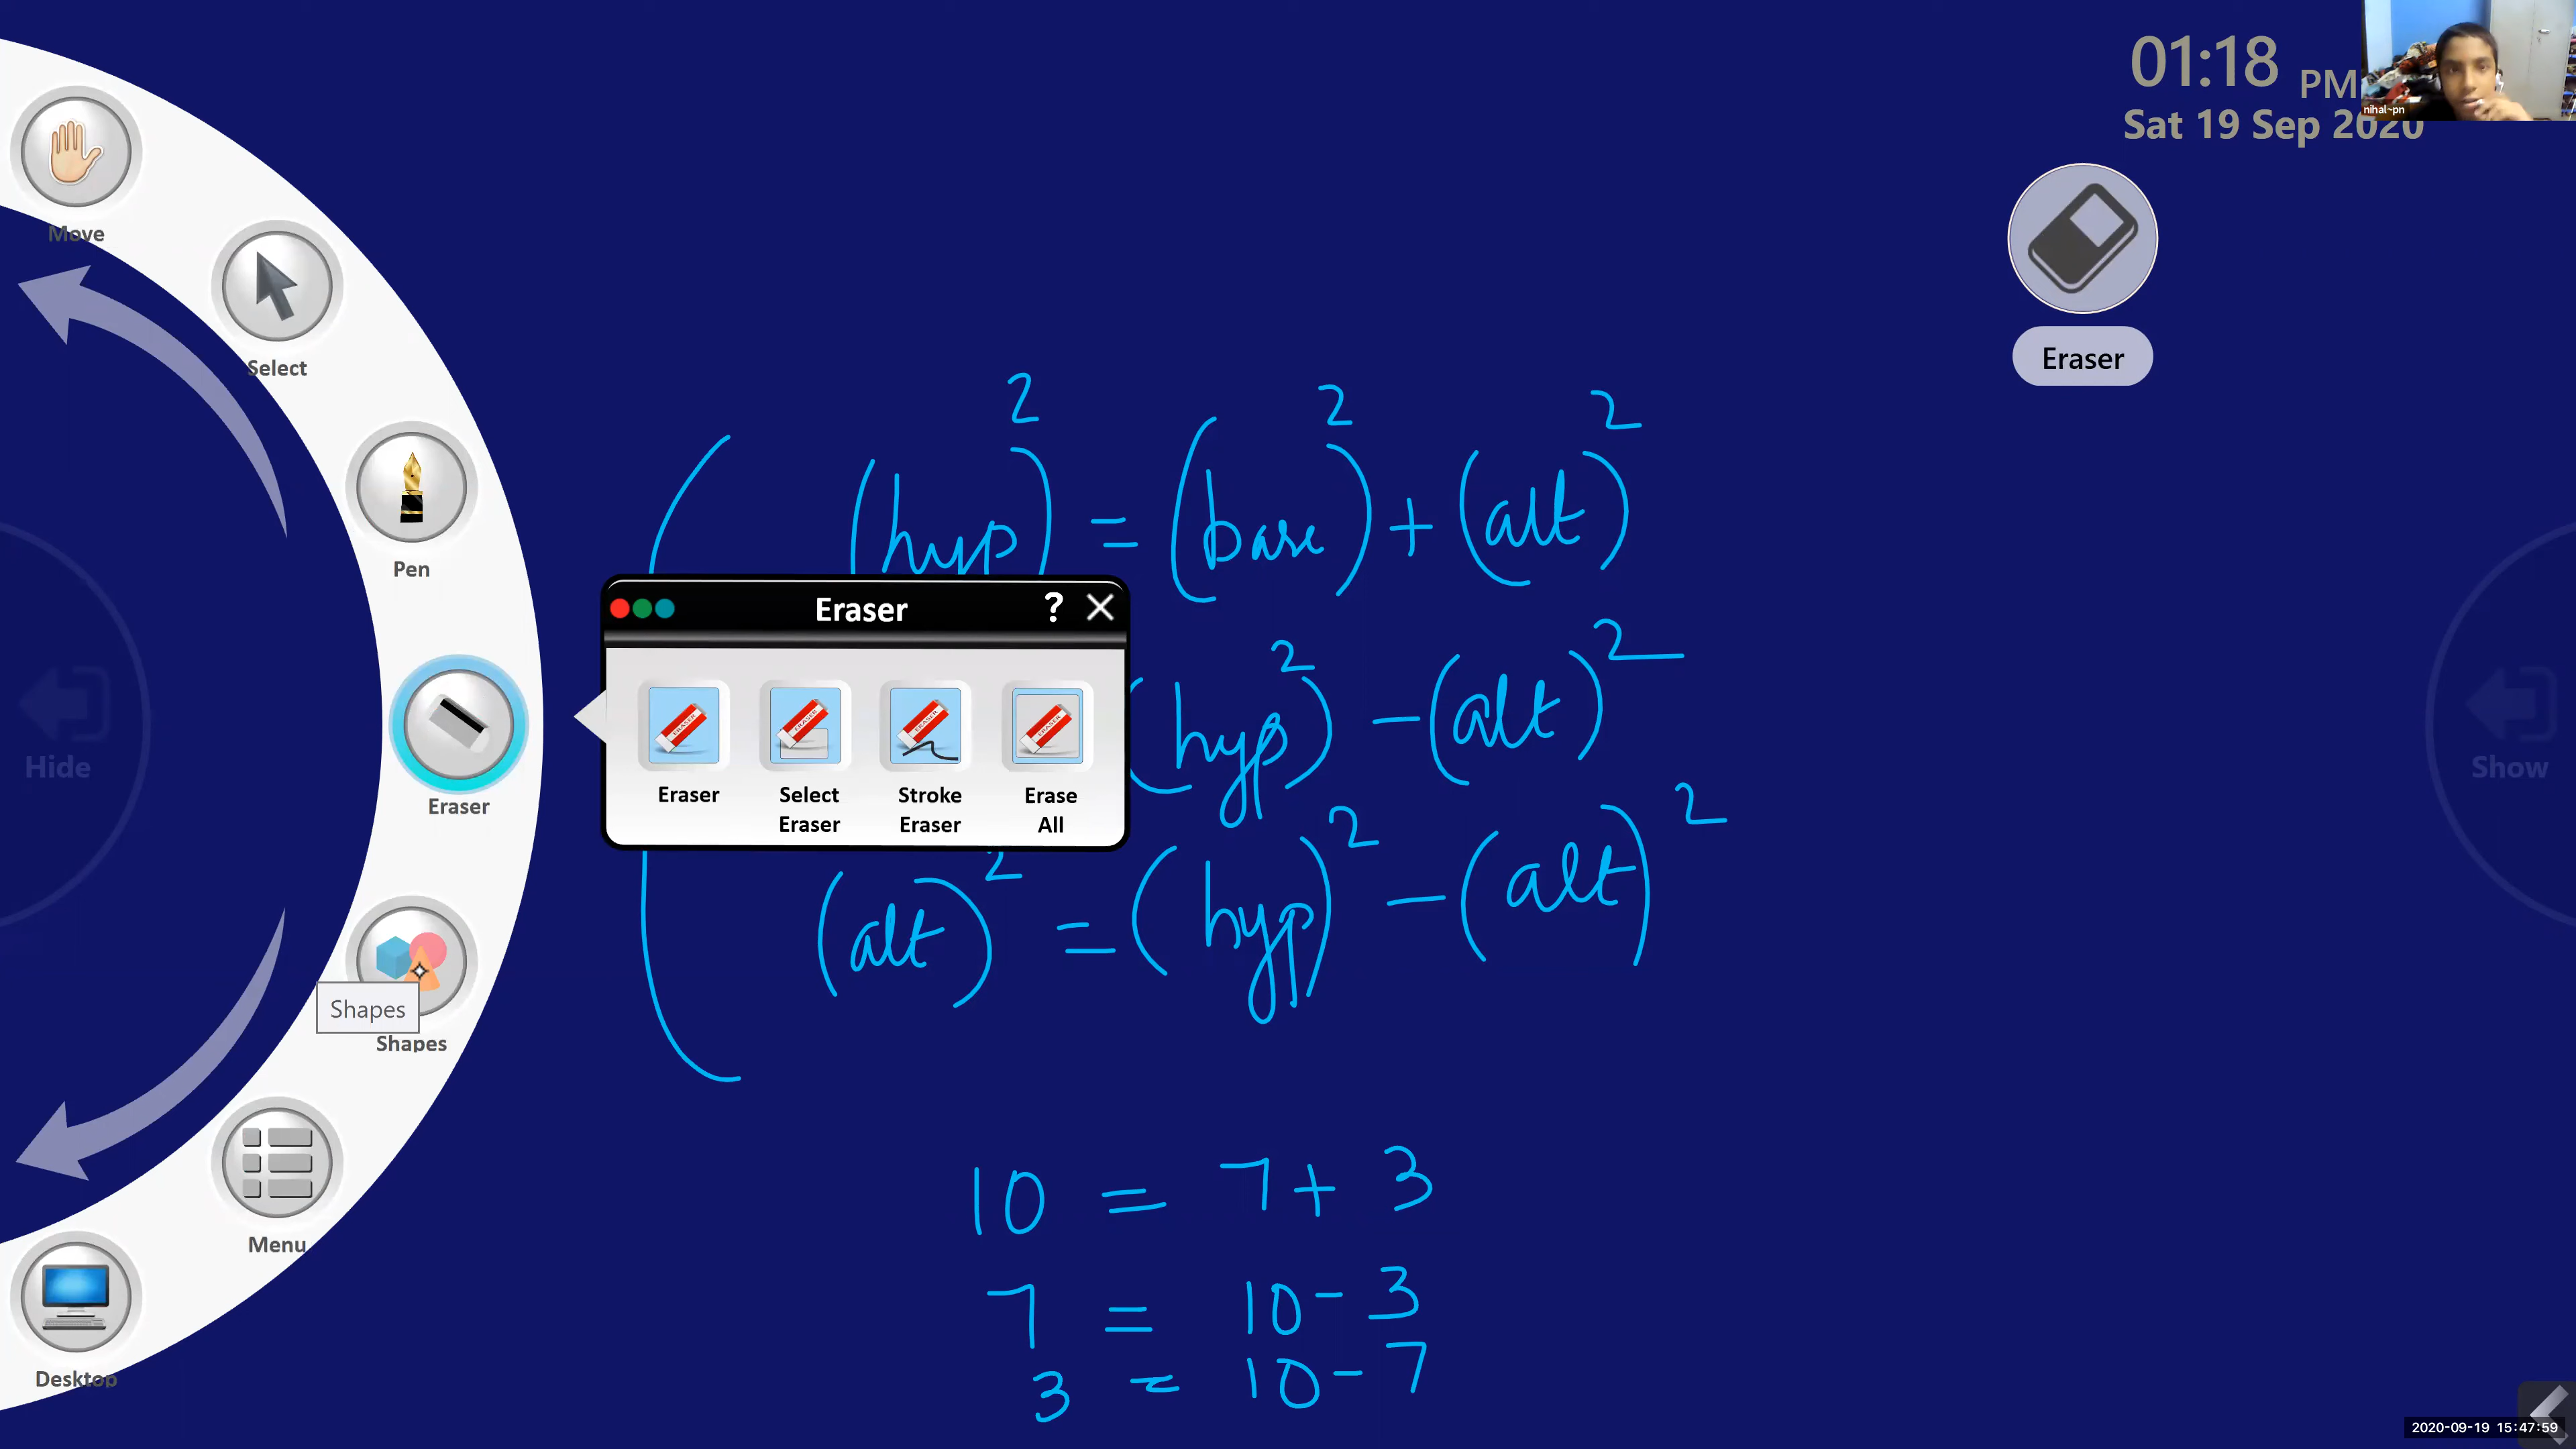 01:18 PM
nihal~pn
Sat 19 Sep 2020
Move
Select
Eraser
(hyp)² = (base)² + (alt)²
Pen
Eraser ? X
(hyp)² - (alt)²
Hide
Show
Eraser
Eraser
Select Eraser
Stroke Eraser
Erase All
(alt)² = (hyp)² - (alt)²
Shapes
Shapes
10 = 7 + 3
Menu
7 = 10 - 3
Desktop
3 = 10 - 7
2020-09-19 15:47:59